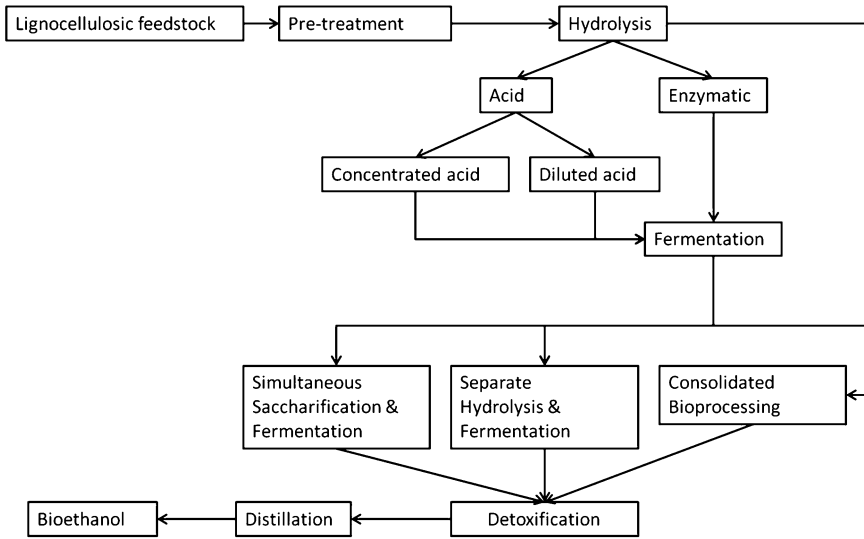 Lignocellulosic feedstock
Pre-treatment
Hydrolysis
Acid
Enzymatic
Concentrated acid
Diluted acid
Fermentation
Simultaneous
Saccharification &
Fermentation
Separate
Hydrolysis &
Fermentation
Consolidated
Bioprocessing
Bioethanol
Distillation
Detoxification